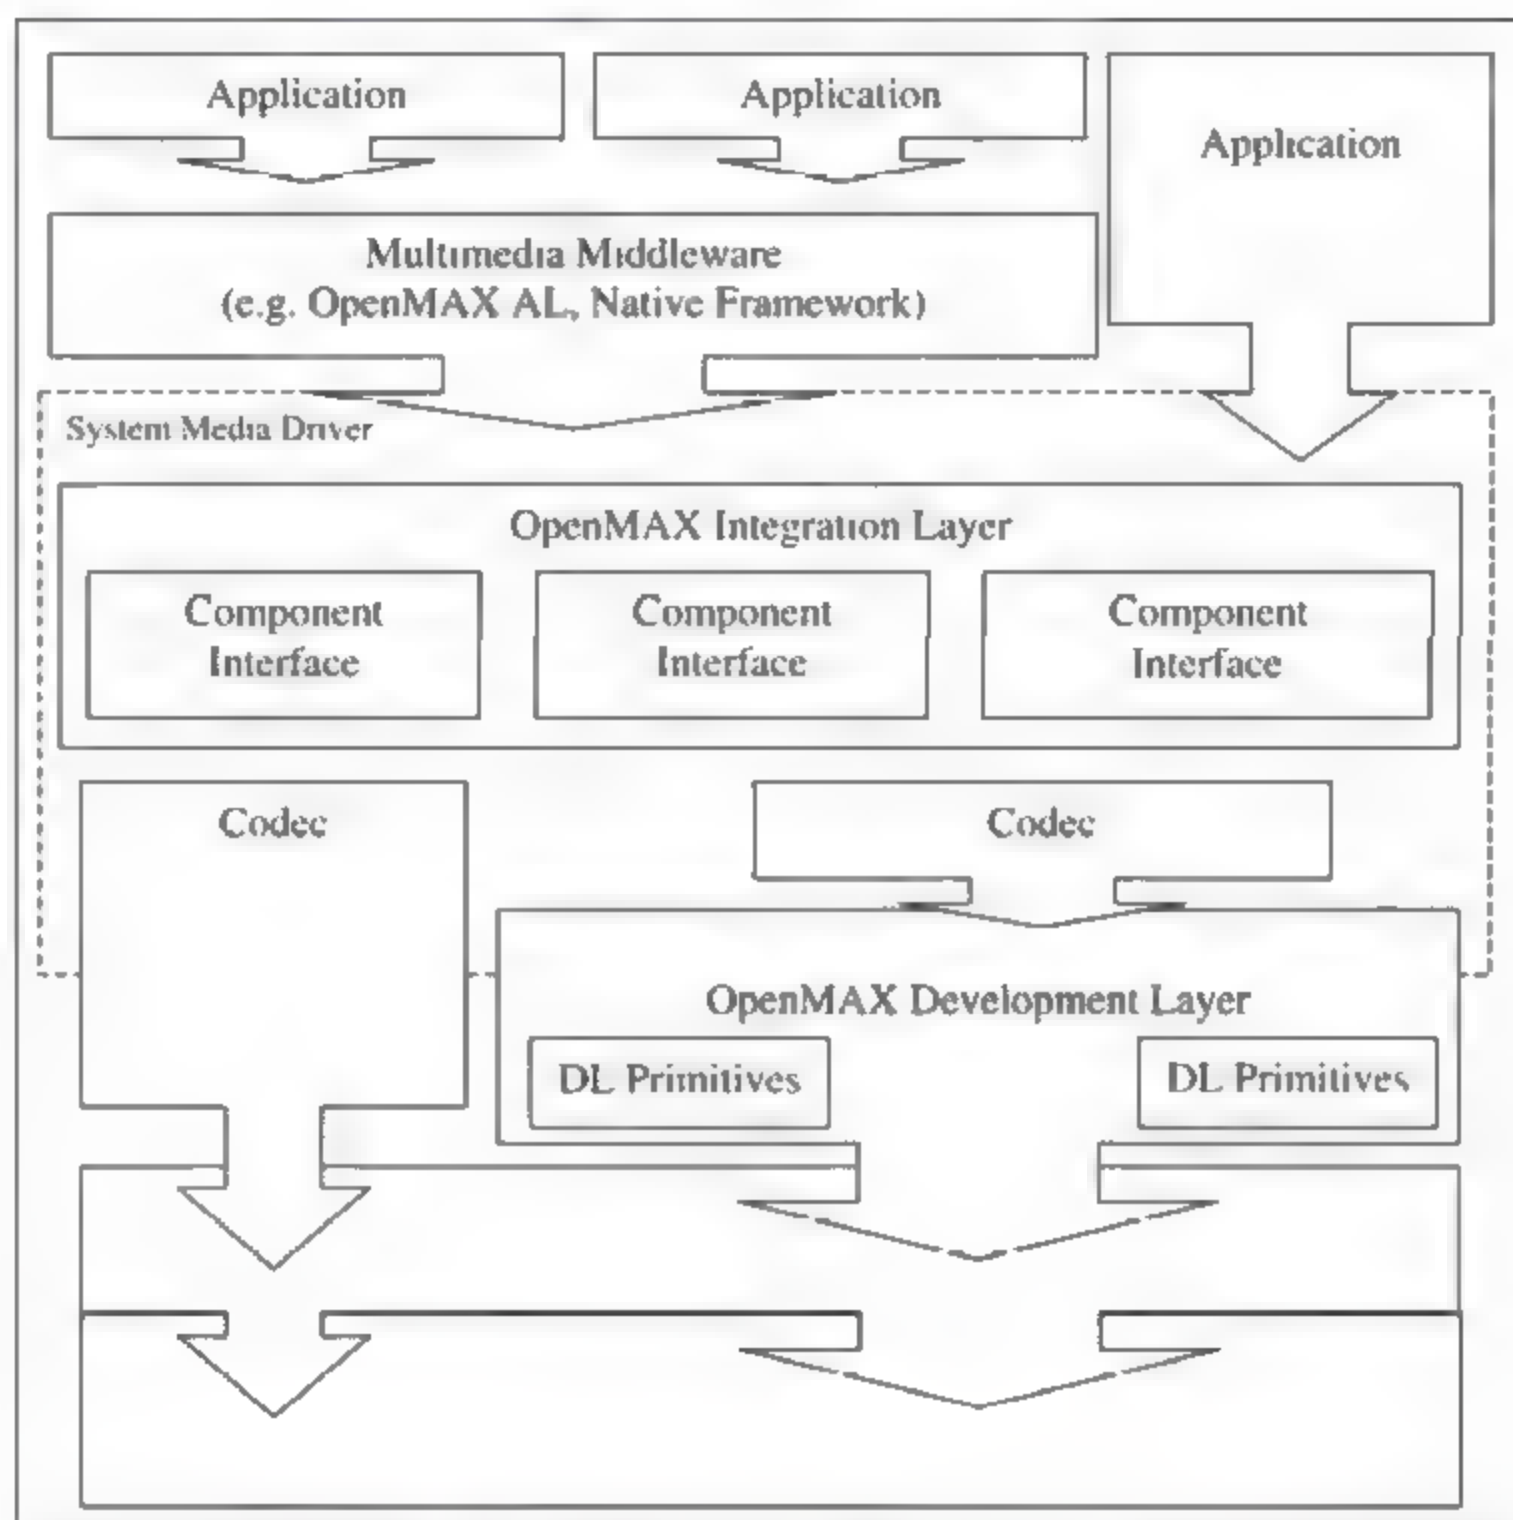 Application
Application
Application
Multimedia Middleware
(e.g. OpenMAX AL, Native Framework)
System Media Driver
OpenMAX Integration Layer
Component
Interface
Component
Interface
Component
Interface
Codec
Codec
OpenMAX Development Layer
DL Primitives
DL Primitives